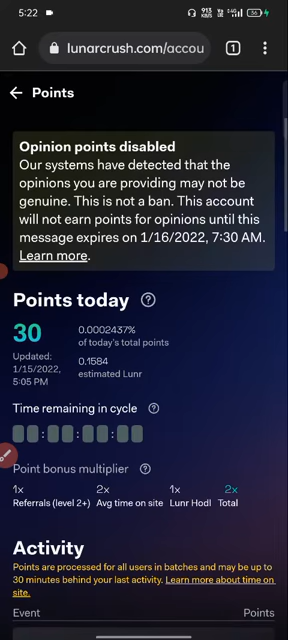 5:22
913
KB/S
4G
56
lunarcrush.com/accou
1
Points
Opinion points disabled
Our systems have detected that the
opinions you are providing may not be
genuine. This is not a ban. This account
will not earn points for opinions until this
message expires on 1/16/2022, 7:30 AM.
Learn more.
Points today ?
30
0.0002437%
of today's total points
Updated:
1/15/2022,
5:05 PM
0.1584
estimated Lunr
Time remaining in cycle ?
Point bonus multiplier ?
1x 2x 1x 2x
Referrals (level 2+) Avg time on site Lunr Hodl Total
Activity
Points are processed for all users in batches and may be up to
30 minutes behind your last activity. Learn more about time on
site.
Event Points